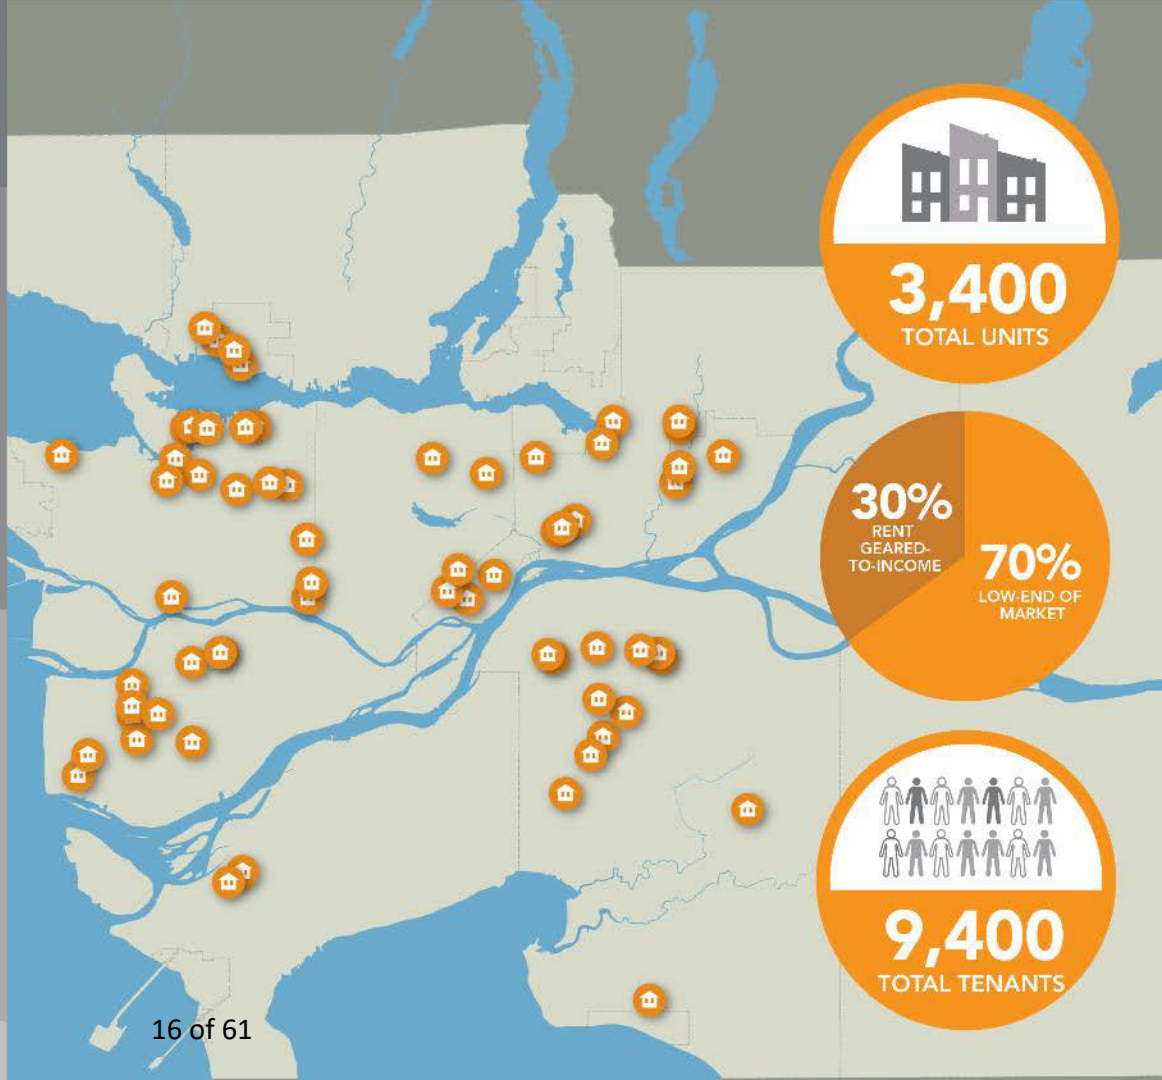 3,400
TOTAL UNITS
30%
RENT
GEARED-
TO-INCOME
70%
LOW-END OF
MARKET
9,400
TOTAL TENANTS
16 of 61